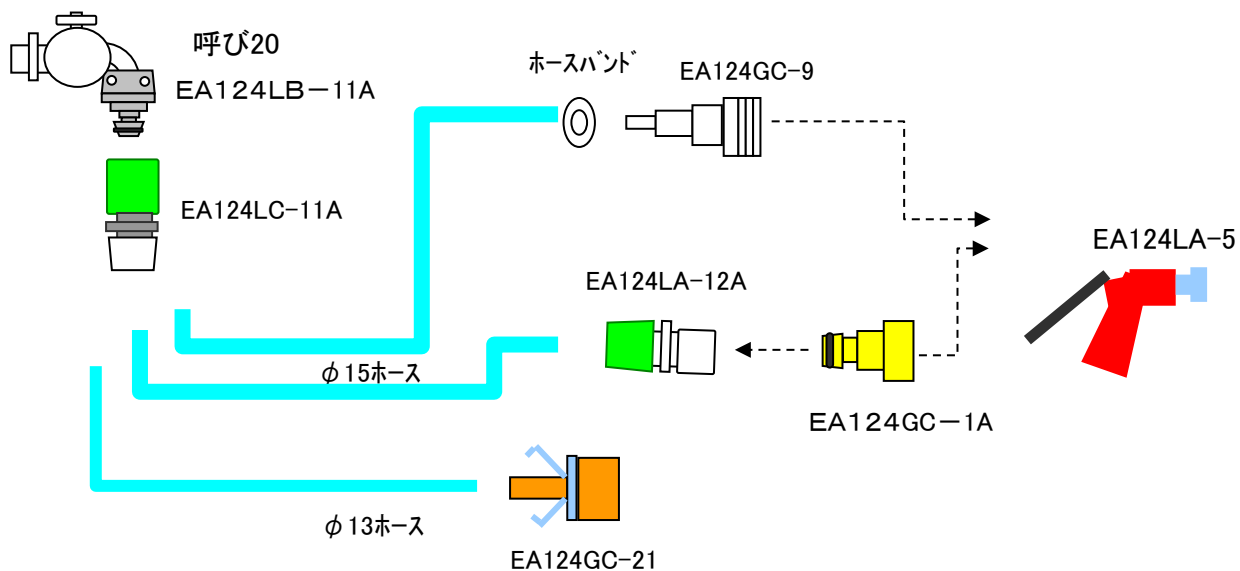 呼び20
EA124LB－11A
ﾎｰｽﾊﾞﾝﾄﾞ
EA124GC-9
EA124LC-11A
EA124LA-5
EA124LA-12A
φ15ﾎｰｽ
EA124GC－1A
φ13ﾎｰｽ
EA124GC-21